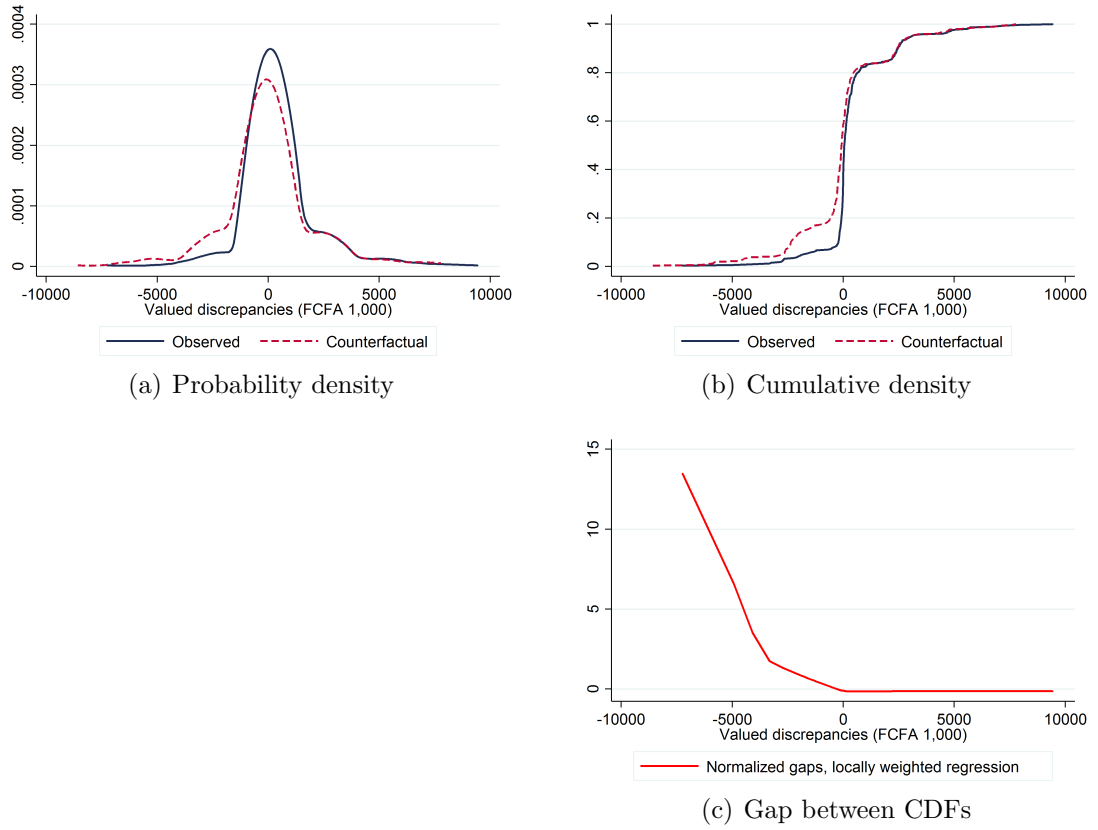 .0004
.0003
.0002
.0001
0
-10000 -5000 0 5000 10000
Valued discrepancies (FCFA 1,000)
Observed Counterfactual
(a) Probability density
1
.8
.6
.4
.2
0
-10000 -5000 0 5000 10000
Valued discrepancies (FCFA 1,000)
Observed Counterfactual
(b) Cumulative density
15
10
5
0
-10000 -5000 0 5000 10000
Valued discrepancies (FCFA 1,000)
Normalized gaps, locally weighted regression
(c) Gap between CDFs